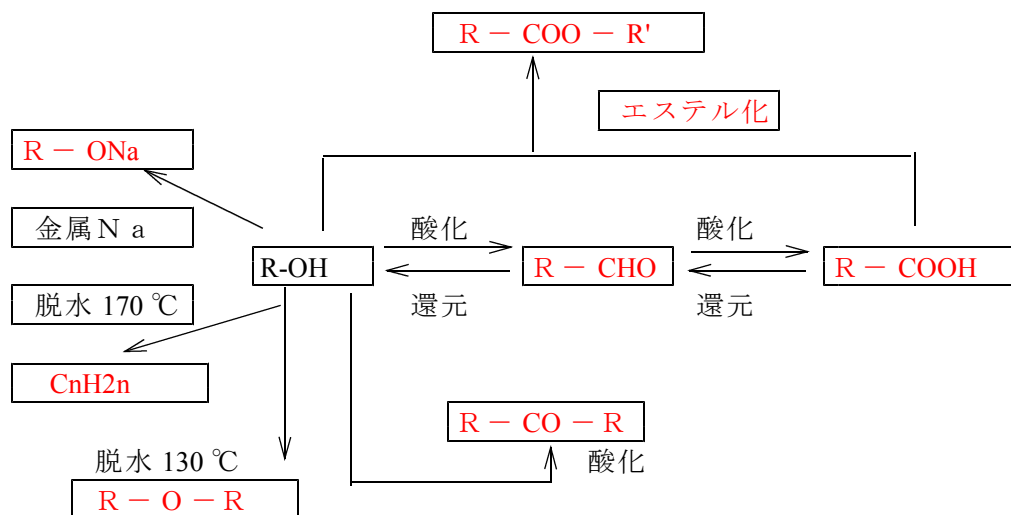 R － COO － R'
エステル化
R － ONa
金属Ｎａ
酸化
酸化
R-OH
R － CHO
R － COOH
脱水 170 ℃
還元
還元
CnH2n
R － CO － R
脱水 130 ℃
酸化
R － O － R